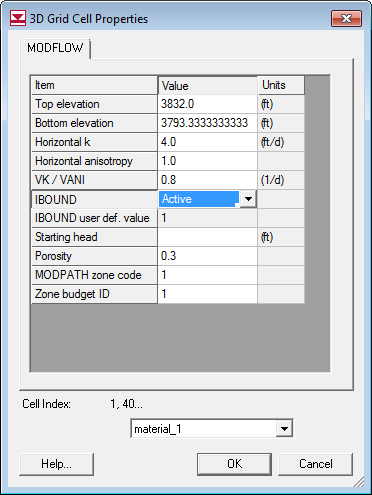 3D Grid Cell Properties
MODFLOW
Item Value Units
Top elevation 3832.0 (ft)
Bottom elevation 3793.3333333333 (ft)
Horizontal k 4.0 (ft/d)
Horizontal anisotropy 1.0
VK / VANI 0.8 (1/d)
IBOUND Active
IBOUND user def. value 1
Starting head (ft)
Porosity 0.3
MODPATH zone code 1
Zone budget ID 1
Cell Index: 1, 40...
material_1
Help... OK Cancel